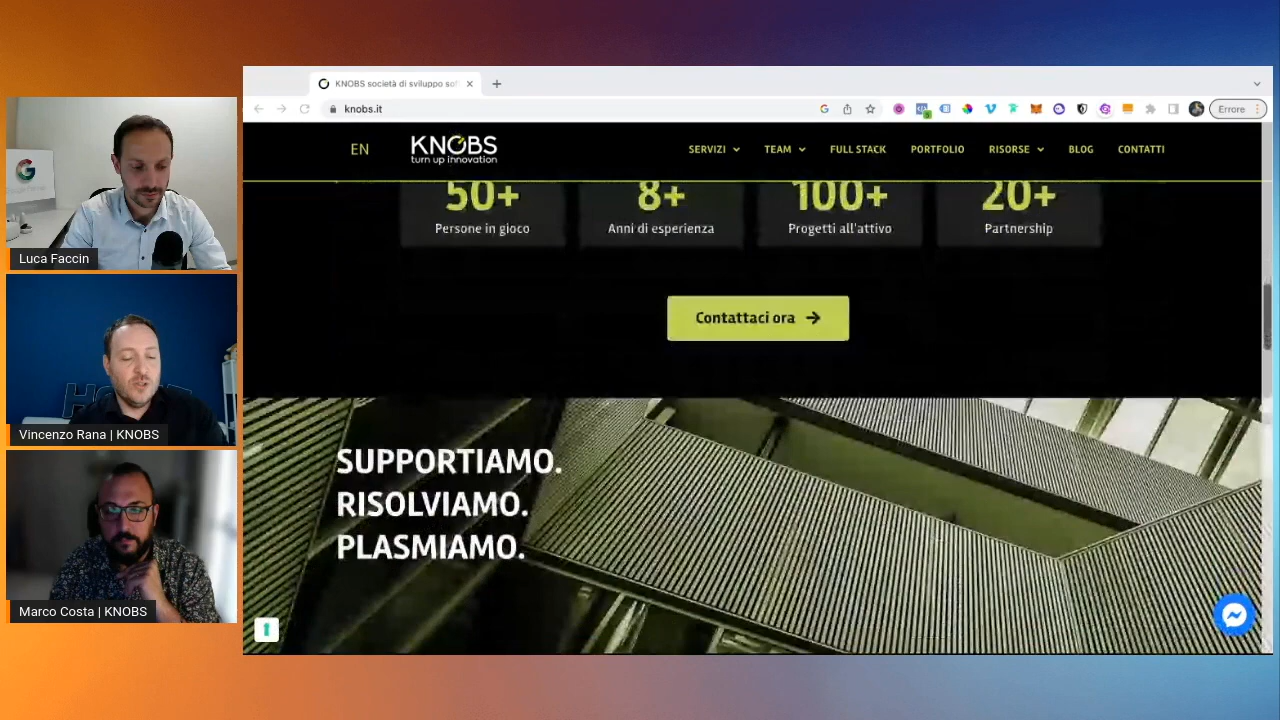 Luca Faccin
Vincenzo Rana | KNOBS
Marco Costa | KNOBS
KNOBS società di sviluppo sof
knobs.it
Errore
EN
KNOBS
turn up innovation
SERVIZI
TEAM
FULL STACK
PORTFOLIO
RISORSE
BLOG
CONTATTI
50+
8+
100+
20+
Persone in gioco
Anni di esperienza
Progetti all'attivo
Partnership
Contattaci ora
SUPPORTIAMO.
RISOLVIAMO.
PLASMIAMO.